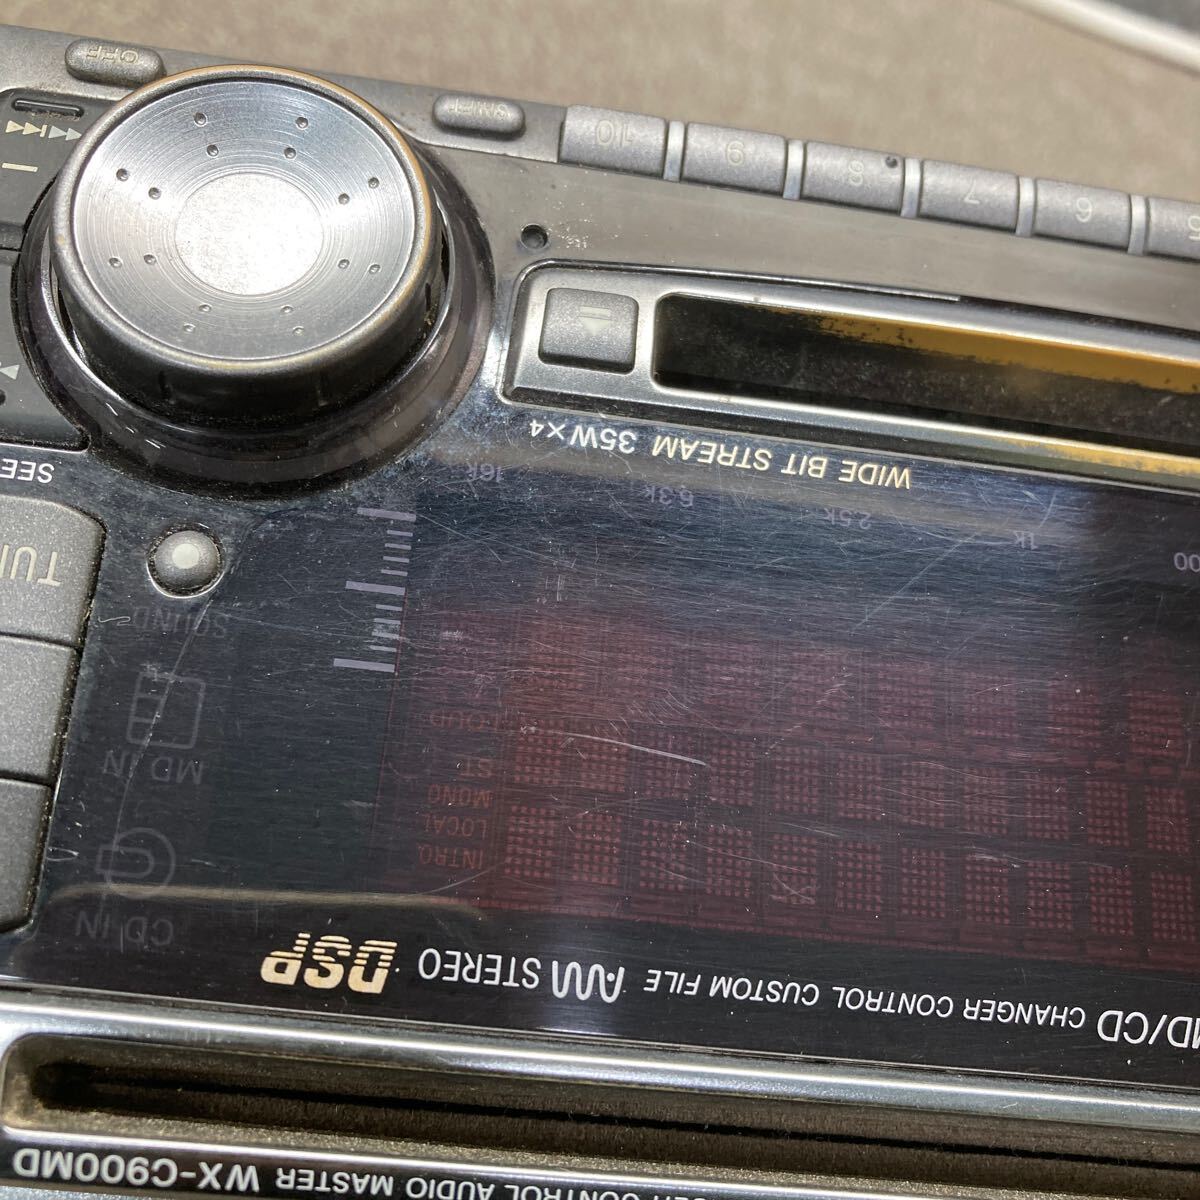 CONTROL AUDIO MASTER WX-C900MD
MD/CD CHANGER CONTROL CUSTOM FILE AM STEREO DSP
CD IN
INTRO
LOCAL
MONO
MD IN
ST
LOUD
SOUND
1k 2.5k 6.3k 16k
WIDE BIT STREAM 35W×4
SEE
5 6 7 8 9 10 SHIFT
OFF